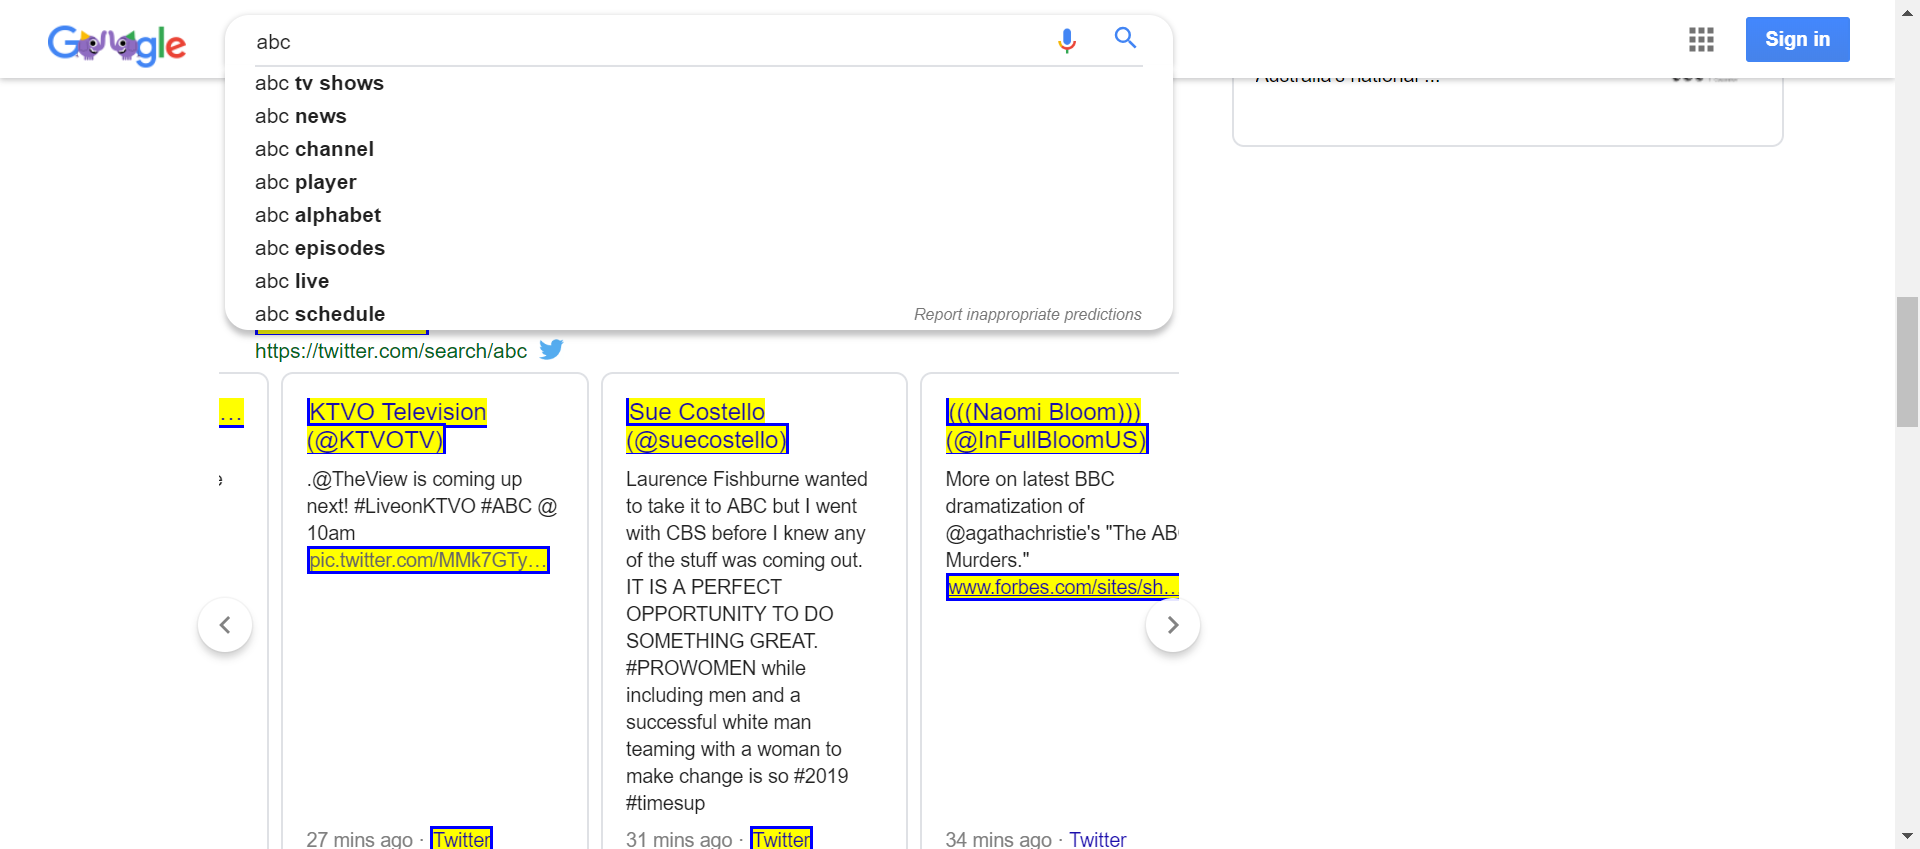 Google
abc
Sign in
abc tv shows
abc news
abc channel
abc player
abc alphabet
abc episodes
abc live
abc schedule
Report inappropriate predictions
Australia's national ...
https://twitter.com/search/abc
...
KTVO Television
(@KTVOTV)
.@TheView is coming up
next! #LiveonKTVO #ABC @
10am
pic.twitter.com/MMk7GTy...
27 mins ago · Twitter
Sue Costello
(@suecostello)
Laurence Fishburne wanted
to take it to ABC but I went
with CBS before I knew any
of the stuff was coming out.
IT IS A PERFECT
OPPORTUNITY TO DO
SOMETHING GREAT.
#PROWOMEN while
including men and a
successful white man
teaming with a woman to
make change is so #2019
#timesup
31 mins ago · Twitter
(((Naomi Bloom)))
(@InFullBloomUS)
More on latest BBC
dramatization of
@agathachristie's "The AB
Murders."
www.forbes.com/sites/sh...
34 mins ago · Twitter